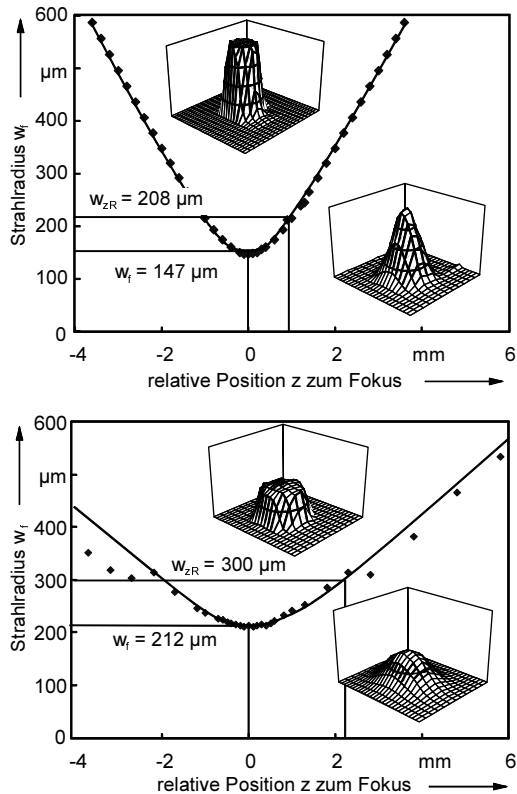 600
µm
400
300
200
100
0
Strahlradius w_f
w_zR = 208 µm
w_f = 147 µm
-4 -2 0 2 mm 6
relative Position z zum Fokus
600
µm
400
300
200
100
0
Strahlradius w_f
w_zR = 300 µm
w_f = 212 µm
-4 -2 0 2 mm 6
relative Position z zum Fokus